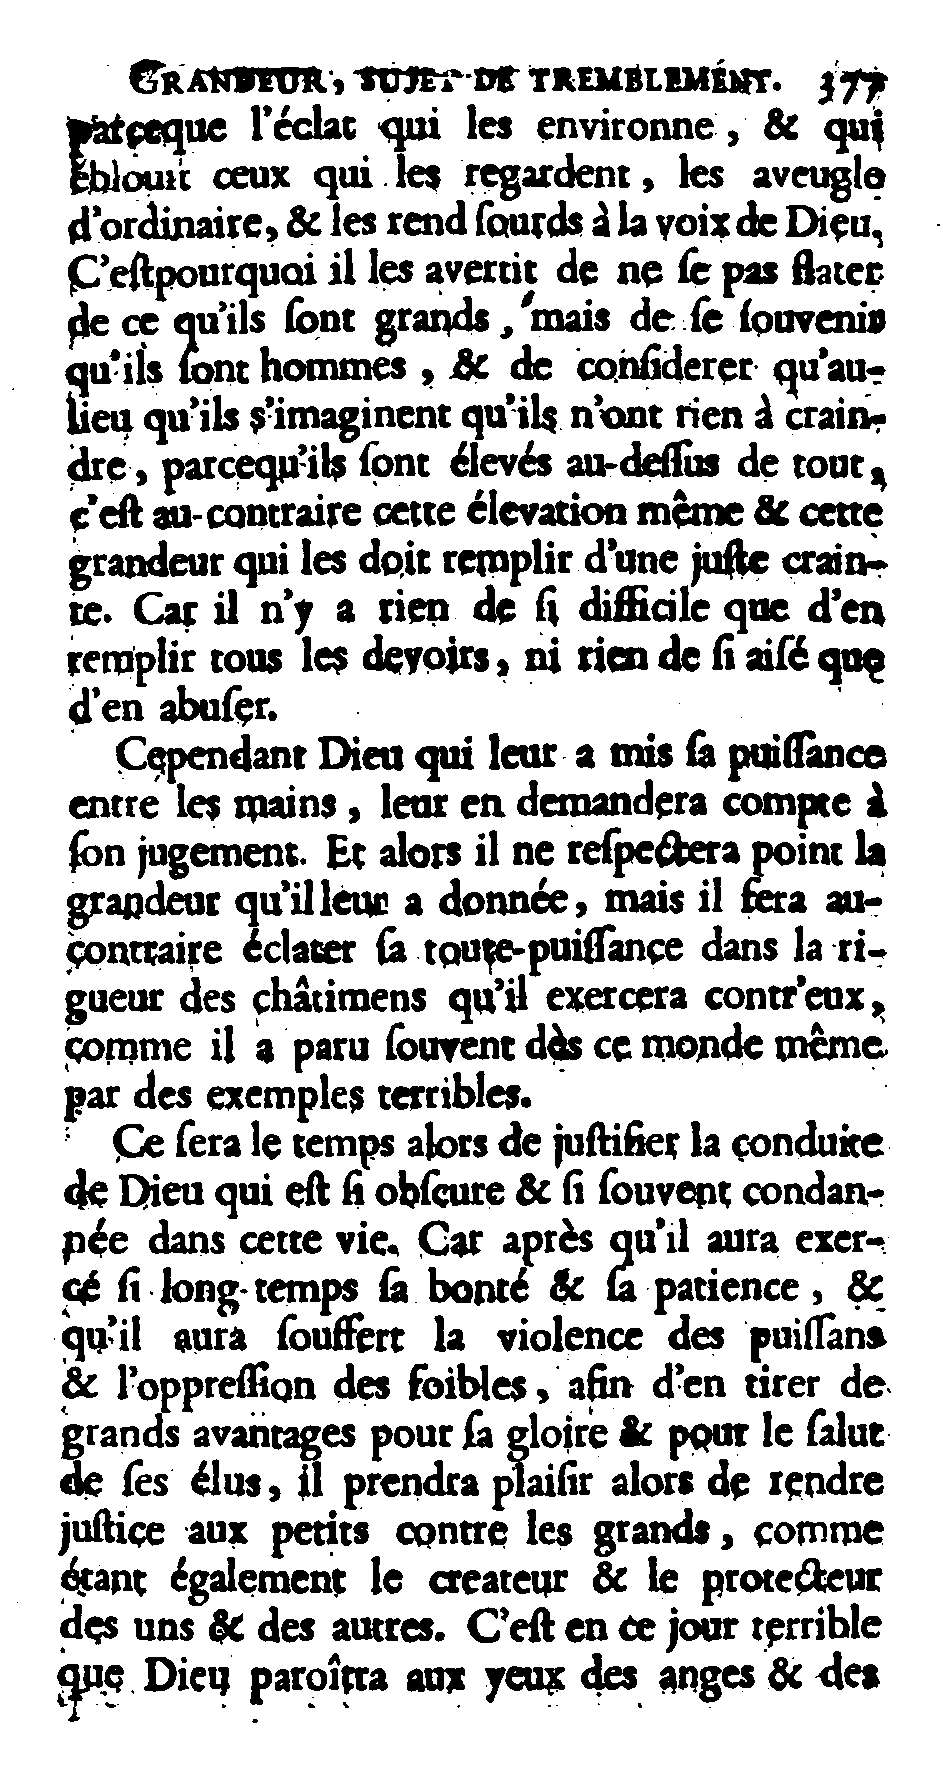 GRANDEUR, SUJET DE TREMBLEMENT. 377
parceque l'éclat qui les environne, & qui
éblouit ceux qui les regardent, les aveugle
d'ordinaire, & les rend ſourds à la voix de Dieu.
C'eſtpourquoi il les avertit de ne ſe pas flater
de ce qu'ils ſont grands, mais de ſe ſouvenir
qu'ils ſont hommes, & de conſiderer qu'au-
lieu qu'ils s'imaginent qu'ils n'ont rien à crain-
dre, parcequ'ils ſont élevés au-deſſus de tout,
c'eſt au-contraire cette élevation même & cette
grandeur qui les doit remplir d'une juſte crain-
te. Car il n'y a rien de ſi difficile que d'en
remplir tous les devoirs, ni rien de ſi aiſé que
d'en abuſer.
Cependant Dieu qui leur a mis ſa puiſſance
entre les mains, leur en demandera compte à
ſon jugement. Et alors il ne reſpectera point la
grandeur qu'il leur a donnée, mais il fera au-
contraire éclater ſa toute-puiſſance dans la ri-
gueur des châtimens qu'il exercera contr'eux,
comme il a paru ſouvent dès ce monde même
par des exemples terribles.
Ce ſera le temps alors de juſtifier la conduite
de Dieu qui eſt ſi obſcure & ſi ſouvent condan-
née dans cette vie. Car après qu'il aura exer-
cé ſi long-temps ſa bonté & ſa patience, &
qu'il aura ſouffert la violence des puiſſans
& l'oppreſſion des foibles, afin d'en tirer de
grands avantages pour ſa gloire & pour le ſalut
de ſes élus, il prendra plaiſir alors de rendre
juſtice aux petits contre les grands, comme
étant également le createur & le protecteur
des uns & des autres. C'eſt en ce jour terrible
que Dieu paroîtra aux yeux des anges & des